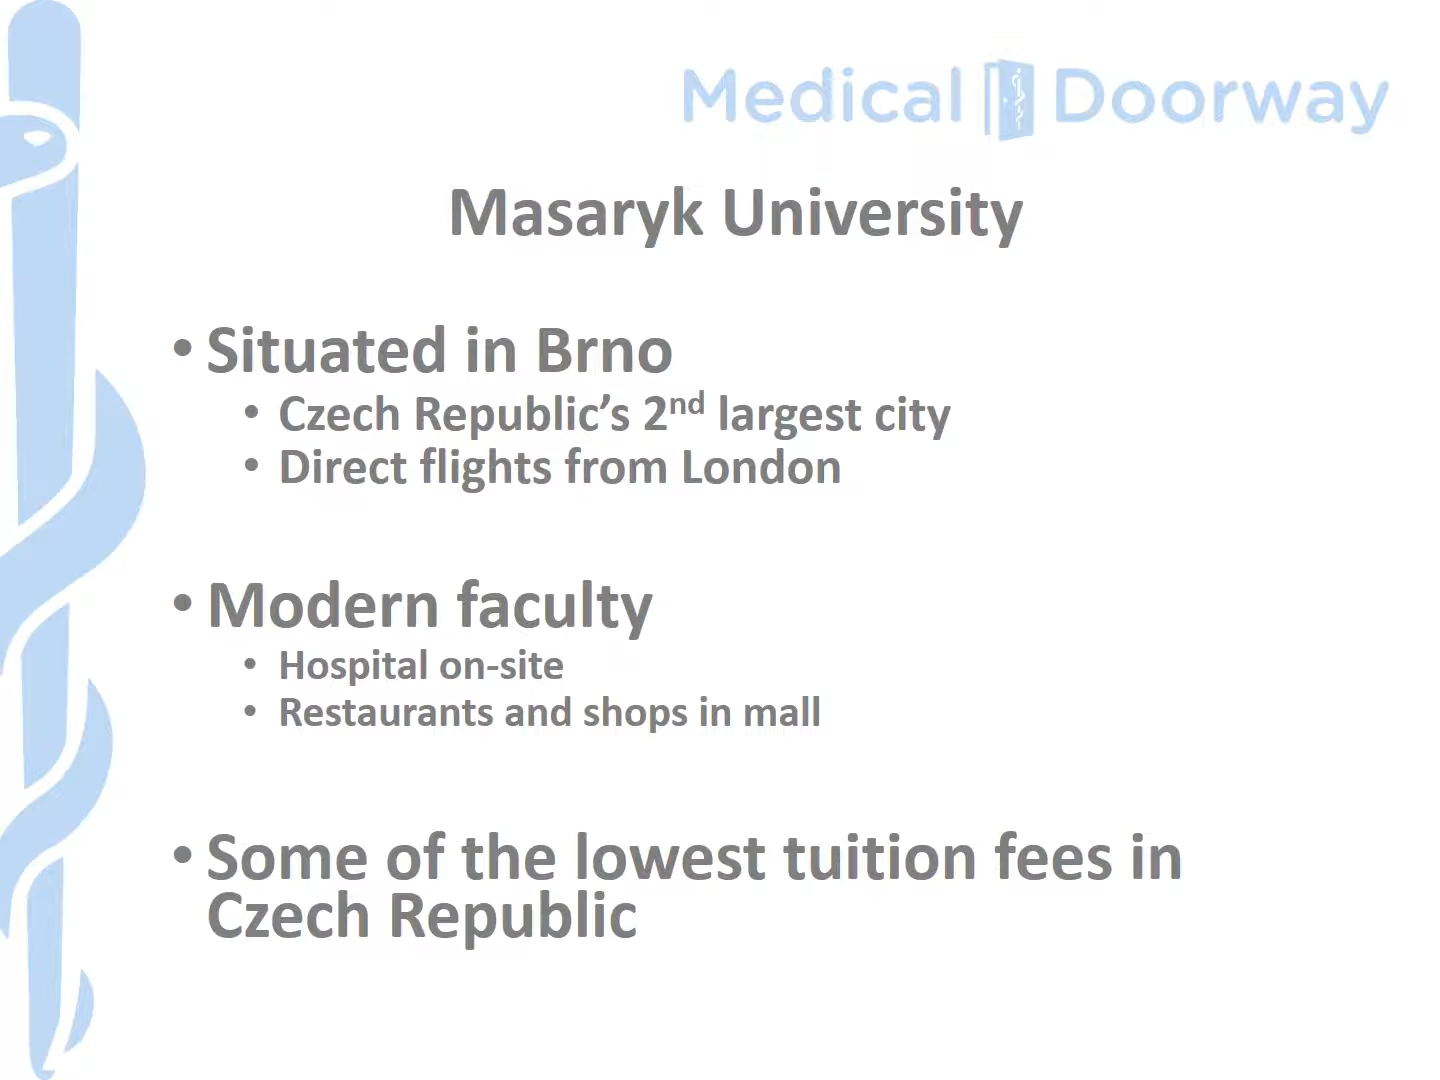 Medical Doorway
Masaryk University
• Situated in Brno
• Czech Republic’s 2nd largest city
• Direct flights from London
• Modern faculty
• Hospital on-site
• Restaurants and shops in mall
• Some of the lowest tuition fees in
Czech Republic